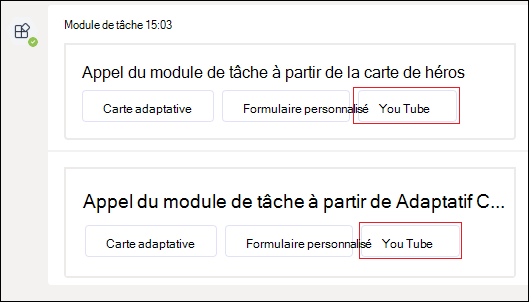 Module de tâche 15:03
Appel du module de tâche à partir de la carte de héros
Carte adaptative Formulaire personnalisé You Tube
Appel du module de tâche à partir de Adaptatif C...
Carte adaptative Formulaire personnalisé You Tube